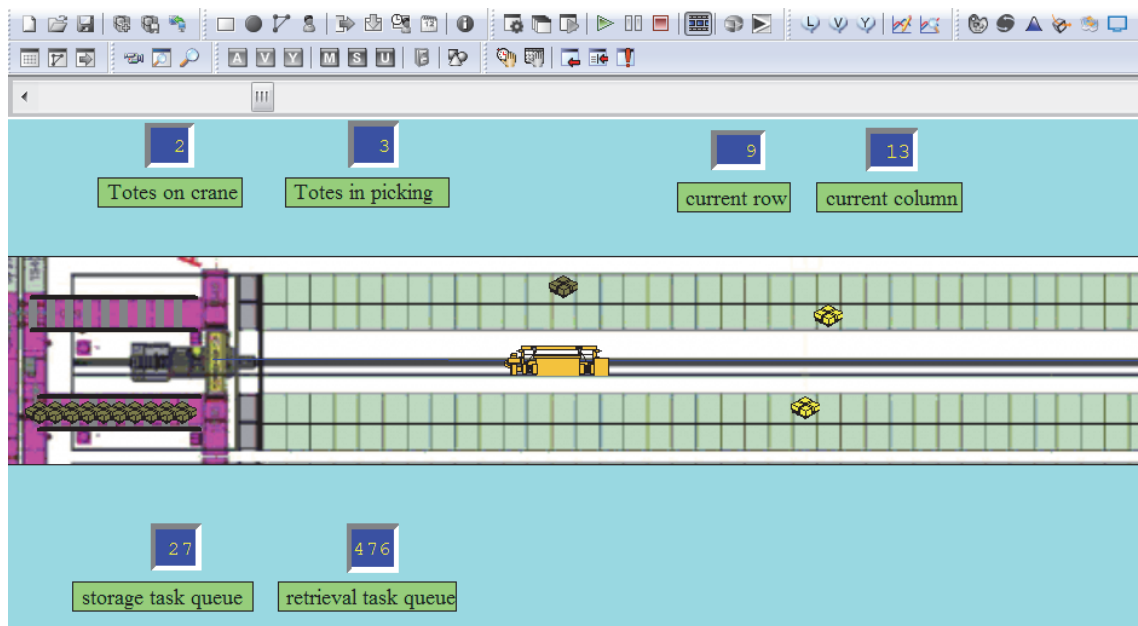 L V Y
12
A V Y M S U
2
3
9
13
Totes on crane
Totes in picking
current row
current column
27
476
storage task queue
retrieval task queue